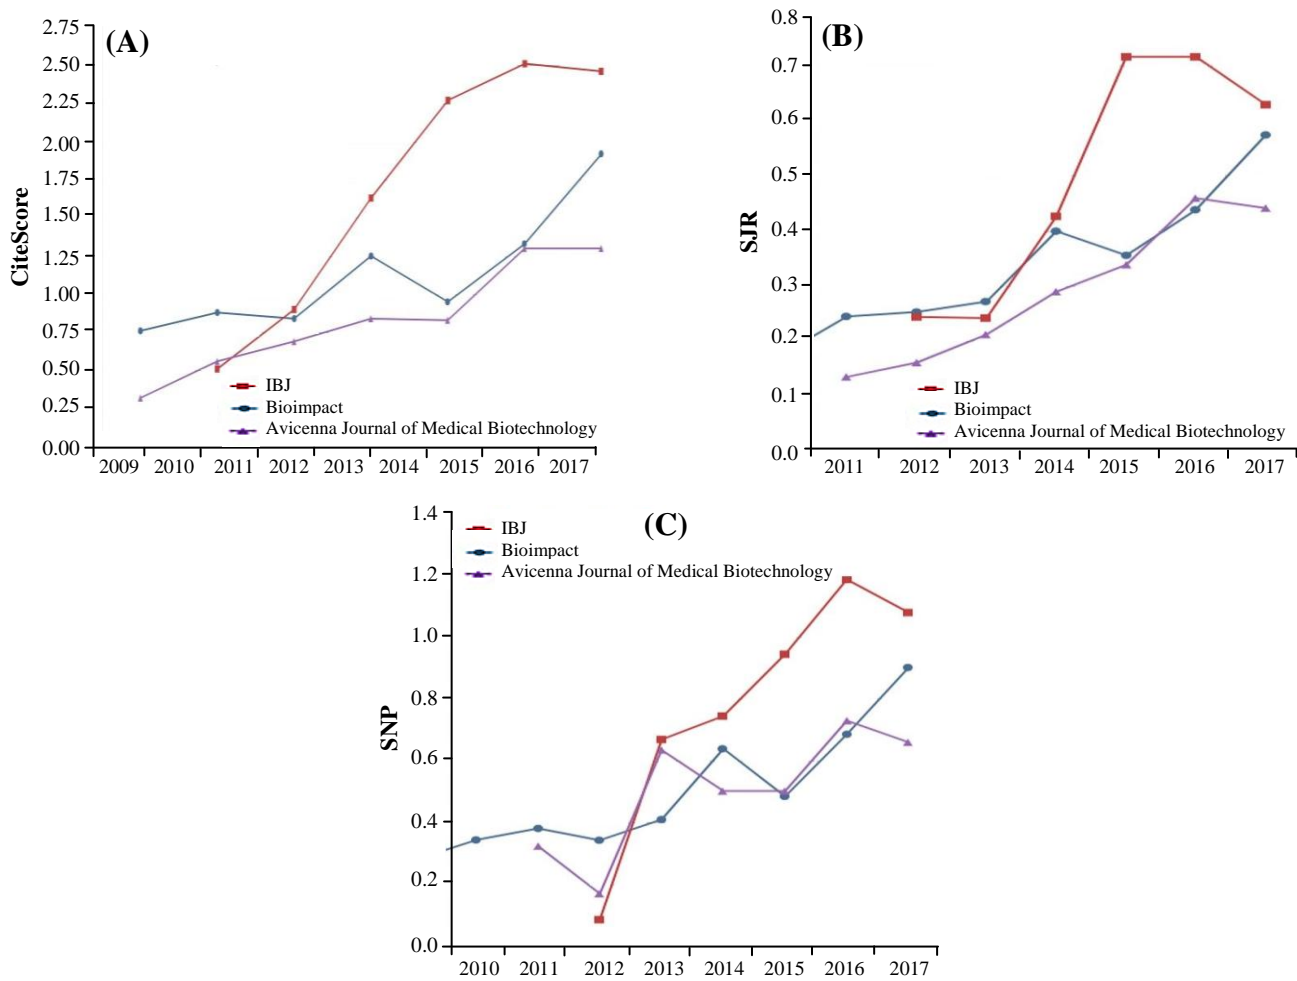 (A)
CiteScore
2.75
2.50
2.25
2.00
1.75
1.50
1.25
1.00
0.75
0.50
0.25
0.00
IBJ
Bioimpact
Avicenna Journal of Medical Biotechnology
2009 2010 2011 2012 2013 2014 2015 2016 2017
(B)
SJR
0.8
0.7
0.6
0.5
0.4
0.3
0.2
0.1
0.0
IBJ
Bioimpact
Avicenna Journal of Medical Biotechnology
2011 2012 2013 2014 2015 2016 2017
(C)
SNP
1.4
1.2
1.0
0.8
0.6
0.4
0.2
0.0
IBJ
Bioimpact
Avicenna Journal of Medical Biotechnology
2010 2011 2012 2013 2014 2015 2016 2017